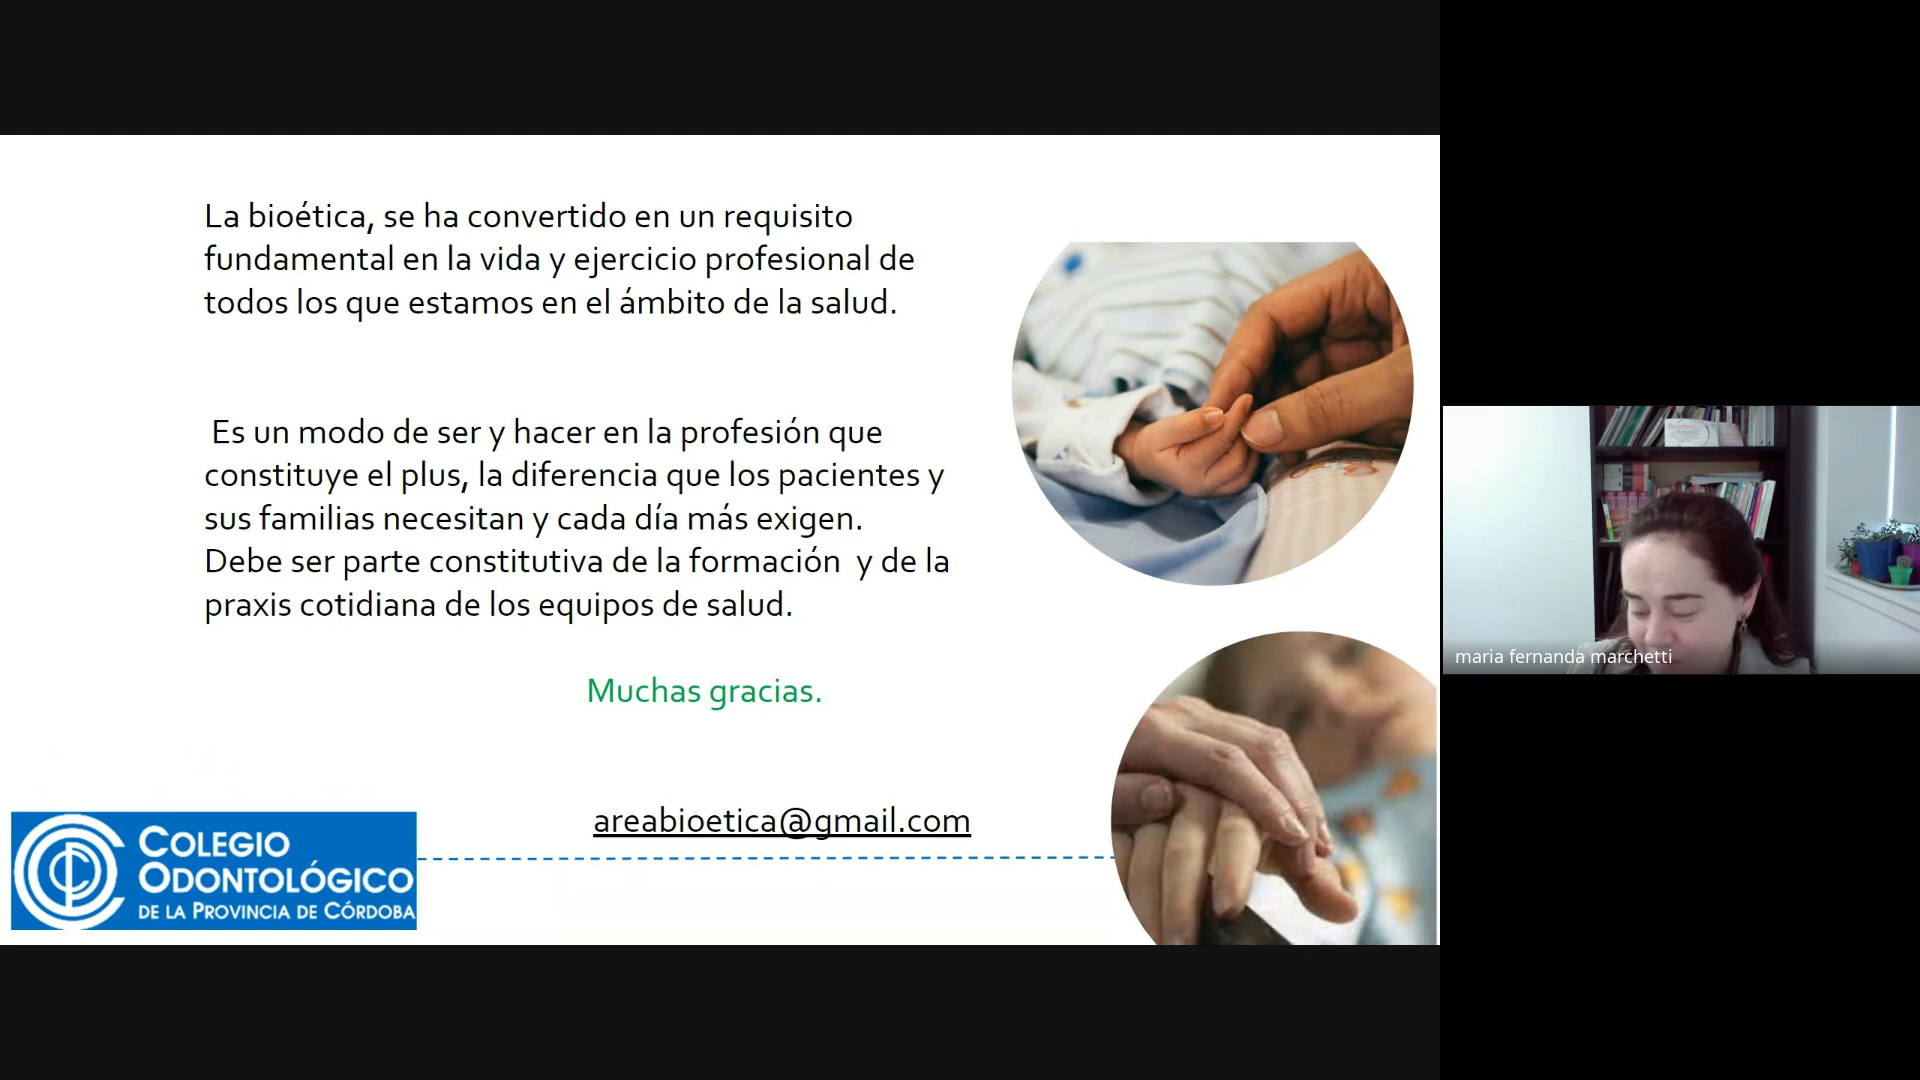 La bioética, se ha convertido en un requisito
fundamental en la vida y ejercicio profesional de
todos los que estamos en el ámbito de la salud.
Es un modo de ser y hacer en la profesión que
constituye el plus, la diferencia que los pacientes y
sus familias necesitan y cada día más exigen.
Debe ser parte constitutiva de la formación  y de la
praxis cotidiana de los equipos de salud.
Muchas gracias.
areabioetica@gmail.com
COLEGIO
ODONTOLÓGICO
DE LA PROVINCIA DE CÓRDOBA
maria fernanda marchetti